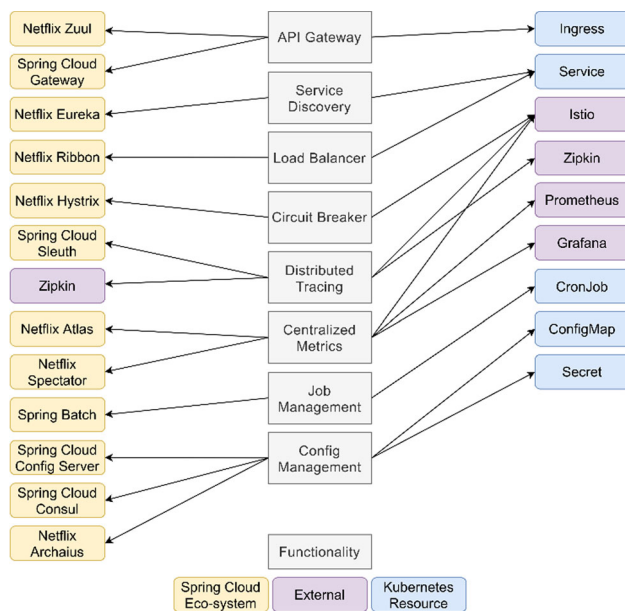 Netflix Zuul
Spring Cloud
Gateway
Netflix Eureka
Netflix Ribbon
Netflix Hystrix
Spring Cloud
Sleuth
Zipkin
Netflix Atlas
Netflix
Spectator
Spring Batch
Spring Cloud
Config Server
Spring Cloud
Consul
Netflix
Archaius
API Gateway
Service
Discovery
Load Balancer
Circuit Breaker
Distributed
Tracing
Centralized
Metrics
Job
Management
Config
Management
Functionality
Ingress
Service
Istio
Zipkin
Prometheus
Grafana
CronJob
ConfigMap
Secret
Spring Cloud
Eco-system
External
Kubernetes
Resource